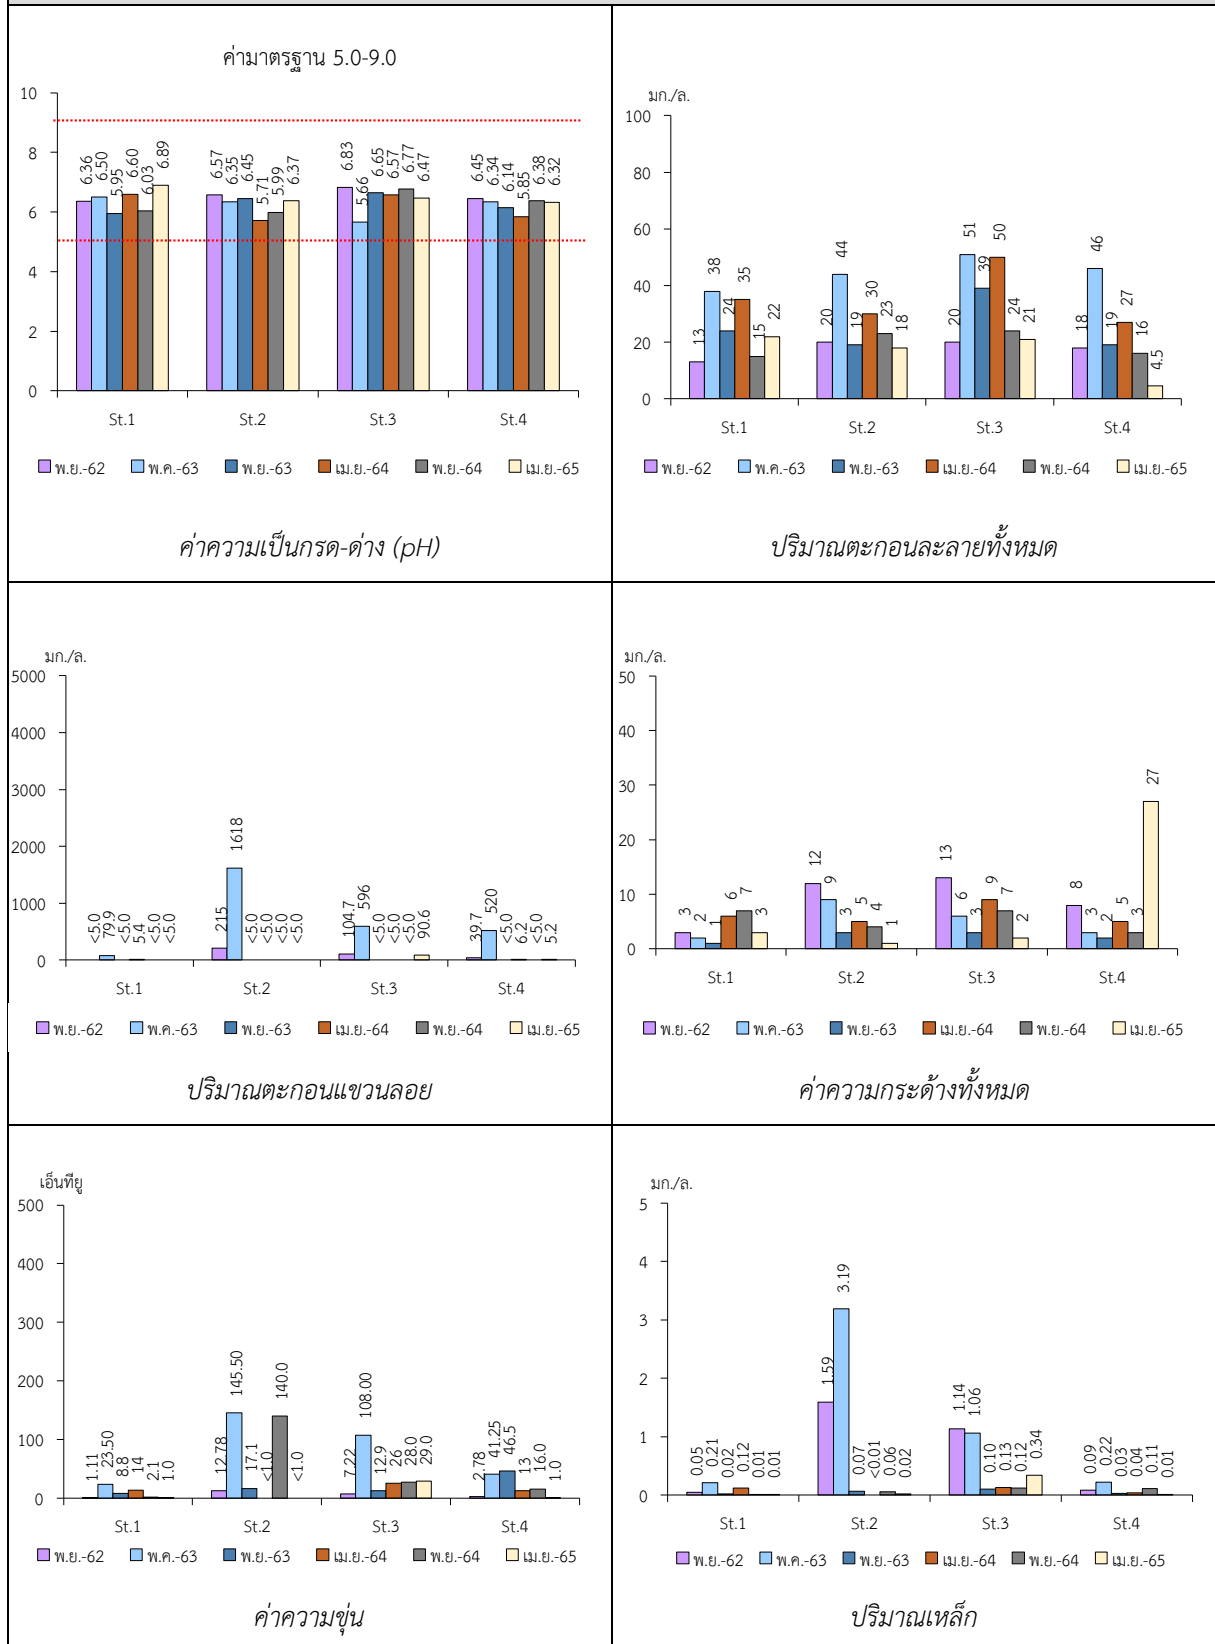 ค่ามาตรฐาน 5.0-9.0
10
8
6
4
2
0
6.36 6.50 5.95 6.60 6.03 6.89
6.57 6.35 6.45 5.71 5.99 6.37
6.83 5.66 6.65 6.57 6.77 6.47
6.45 6.34 6.14 5.85 6.38 6.32
St.1 St.2 St.3 St.4
พ.ย.-62 พ.ค.-63 พ.ย.-63 เม.ย.-64 พ.ย.-64 เม.ย.-65
ค่าความเป็นกรด-ด่าง (pH)
มก./ล.
100
80
60
40
20
0
13 38 24 35 15 22
20 44 19 30 23 18
20 51 39 50 24 21
18 46 19 27 16 4.5
St.1 St.2 St.3 St.4
พ.ย.-62 พ.ค.-63 พ.ย.-63 เม.ย.-64 พ.ย.-64 เม.ย.-65
ปริมาณตะกอนละลายทั้งหมด
มก./ล.
5000
4000
3000
2000
1000
0
<5.0 79.9 <5.0 5.4 <5.0 <5.0
215 1618 <5.0 <5.0 <5.0 <5.0
104.7 596 <5.0 <5.0 <5.0 90.6
39.7 520 <5.0 6.2 <5.0 5.2
St.1 St.2 St.3 St.4
พ.ย.-62 พ.ค.-63 พ.ย.-63 เม.ย.-64 พ.ย.-64 เม.ย.-65
ปริมาณตะกอนแขวนลอย
มก./ล.
50
40
30
20
10
0
3 2 1 6 7 3
12 9 3 5 4 1
13 6 3 9 7 2
8 3 2 5 3 27
St.1 St.2 St.3 St.4
พ.ย.-62 พ.ค.-63 พ.ย.-63 เม.ย.-64 พ.ย.-64 เม.ย.-65
ค่าความกระด้างทั้งหมด
เอ็นทียู
500
400
300
200
100
0
1.11 23.50 8.8 14 2.1 1.0
12.78 145.50 17.1 <1.0 140.0 <1.0
7.22 108.00 12.9 26 28.0 29.0
2.78 41.25 46.5 13 16.0 1.0
St.1 St.2 St.3 St.4
พ.ย.-62 พ.ค.-63 พ.ย.-63 เม.ย.-64 พ.ย.-64 เม.ย.-65
ค่าความขุ่น
มก./ล.
5
4
3
2
1
0
0.05 0.21 0.02 0.12 0.01 0.01
1.59 3.19 0.07 <0.01 0.06 0.02
1.14 1.06 0.10 0.13 0.12 0.34
0.09 0.22 0.03 0.04 0.11 0.01
St.1 St.2 St.3 St.4
พ.ย.-62 พ.ค.-63 พ.ย.-63 เม.ย.-64 พ.ย.-64 เม.ย.-65
ปริมาณเหล็ก